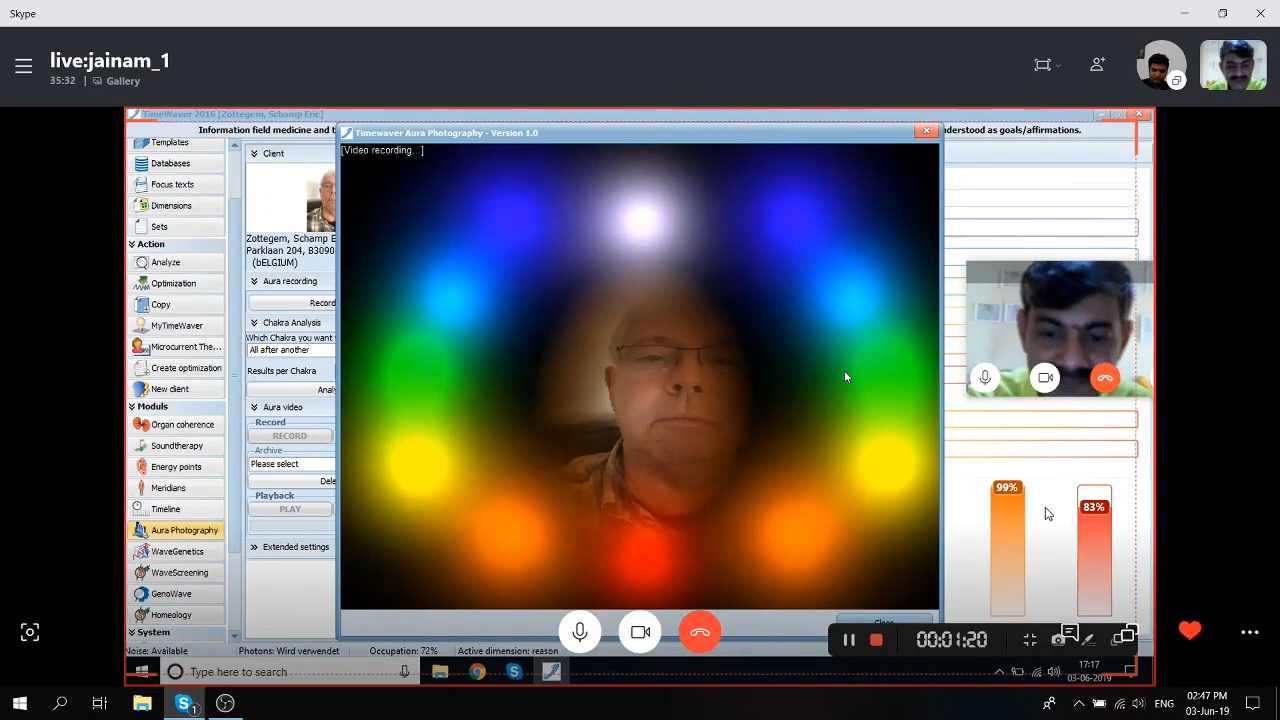 Skype
live:jainam_1
35:32 | Gallery
TimeWaver 2016 [Zottegem, Schamp Eric]
Information field medicine and t
nderstood as goals/affirmations.
Timewaver Aura Photography - Version 1.0
[Video recording...]
Templates
Databases
Focus texts
Dimensions
Sets
Action
Analyze
Optimization
Copy
MyTimeWaver
Microcurrent The...
Create optimization
New client
Moduls
Organ coherence
Soundtherapy
Energy points
Meridians
Timeline
Aura Photography
WaveGenetics
WaveScreening
GenoWave
Homeology
System
Client
Zottegem, Schamp E
Parklaan 204, B3090
(bELGIUM)
Aura recording
Record
Chakra Analysis
Which Chakra you want
All after another
Results per Chakra
Analy
Aura video
Record
RECORD
Archive
Please select
Dele
Playback
PLAY
Extended settings
99%
83%
Close
00:01:20
Noise: Available
Photons: Wird verwendet
Occupation: 72%
Active dimension: reason
Type here to search
17:17
03-06-2019
1
ENG
02:47 PM
03-Jun-19